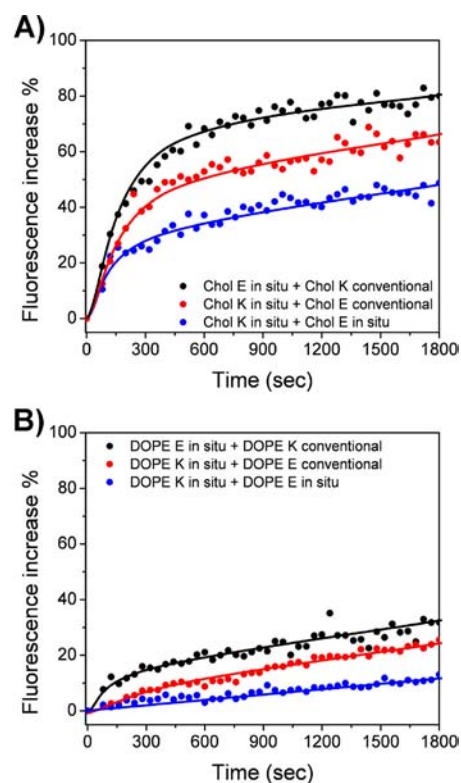 A)
100
80
60
40
20
0
Fluorescence increase %
Chol E in situ + Chol K conventional
Chol K in situ + Chol E conventional
Chol K in situ + Chol E in situ
0 300 600 900 1200 1500 1800
Time (sec)
B)
100
80
60
40
20
0
Fluorescence increase %
DOPE E in situ + DOPE K conventional
DOPE K in situ + DOPE E conventional
DOPE K in situ + DOPE E in situ
0 300 600 900 1200 1500 1800
Time (sec)